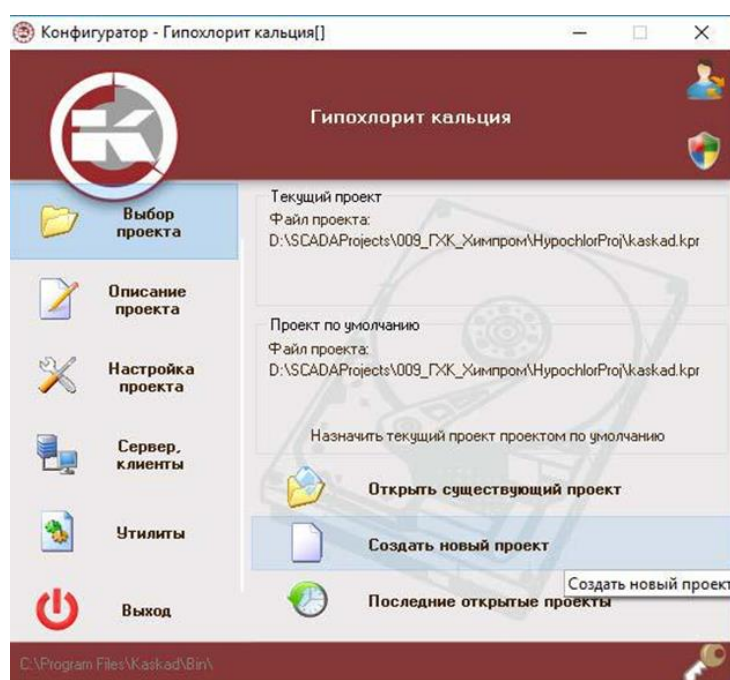 Конфигуратор - Гипохлорит кальция[]
Гипохлорит кальция
Выбор
проекта
Описание
проекта
Настройка
проекта
Сервер,
клиенты
Утилиты
Выход
Текущий проект
Файл проекта:
D:\SCADAProjects\009_ГХК_Химпром\HypochlorProj\kaskad.kpr
Проект по умолчанию
Файл проекта:
D:\SCADAProjects\009_ГХК_Химпром\HypochlorProj\kaskad.kpr
Назначить текущий проект проектом по умолчанию
Открыть существующий проект
Создать новый проект
Создать новый проект
Последние открытые проекты
C:\Program Files\Kaskad\Bin\